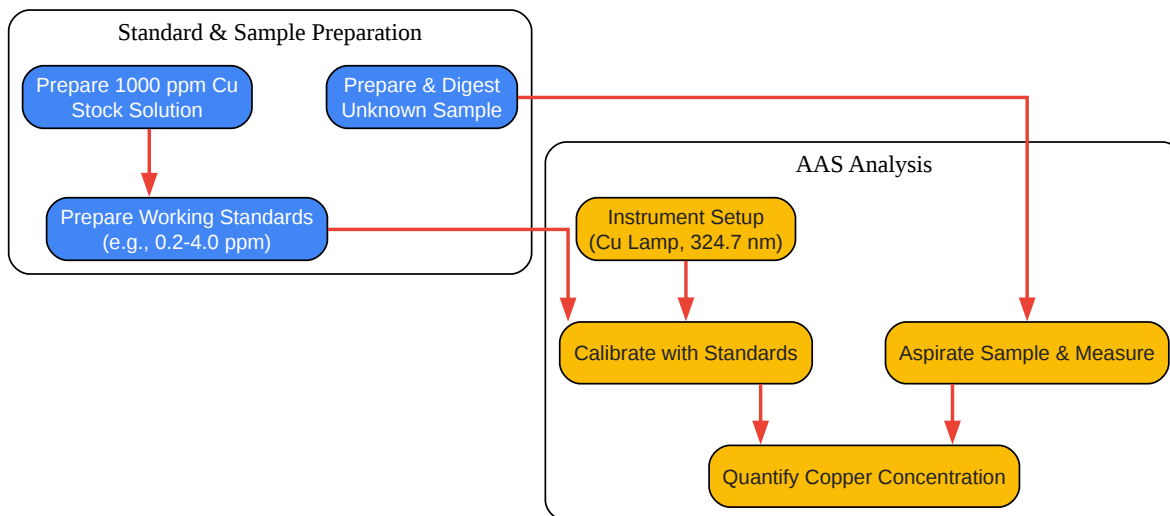 Standard & Sample Preparation
Prepare 1000 ppm Cu
Stock Solution
Prepare & Digest
Unknown Sample
Prepare Working Standards
(e.g., 0.2-4.0 ppm)
AAS Analysis
Instrument Setup
(Cu Lamp, 324.7 nm)
Calibrate with Standards
Aspirate Sample & Measure
Quantify Copper Concentration